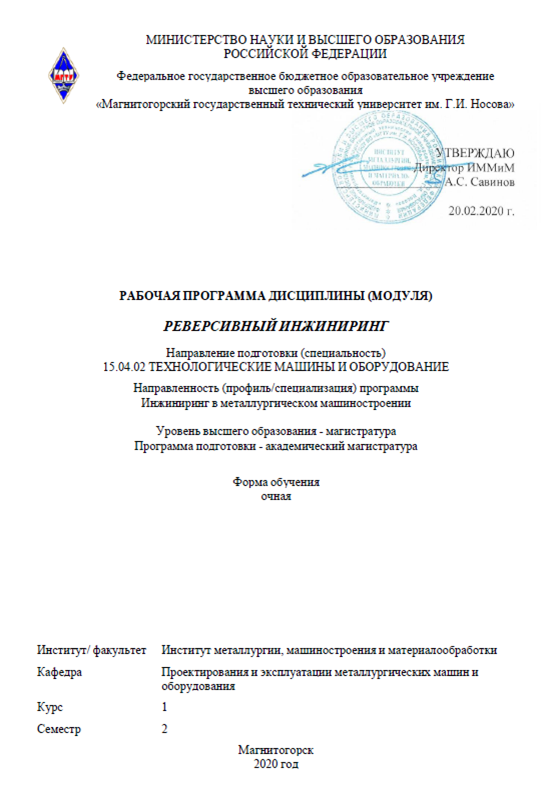 МИНИСТЕРСТВО НАУКИ И ВЫСШЕГО ОБРАЗОВАНИЯ
РОССИЙСКОЙ ФЕДЕРАЦИИ
Федеральное государственное бюджетное образовательное учреждение
высшего образования
«Магнитогорский государственный технический университет им. Г.И. Носова»
УТВЕРЖДАЮ
Директор ИММиМ
А.С. Савинов
20.02.2020 г.
РАБОЧАЯ ПРОГРАММА ДИСЦИПЛИНЫ (МОДУЛЯ)
РЕВЕРСИВНЫЙ ИНЖИНИРИНГ
Направление подготовки (специальность)
15.04.02 ТЕХНОЛОГИЧЕСКИЕ МАШИНЫ И ОБОРУДОВАНИЕ
Направленность (профиль/специализация) программы
Инжиниринг в металлургическом машиностроении
Уровень высшего образования - магистратура
Программа подготовки - академический магистратура
Форма обучения
очная
Институт/ факультет Институт металлургии, машиностроения и материалообработки
Кафедра Проектирования и эксплуатации металлургических машин и
оборудования
Курс 1
Семестр 2
Магнитогорск
2020 год